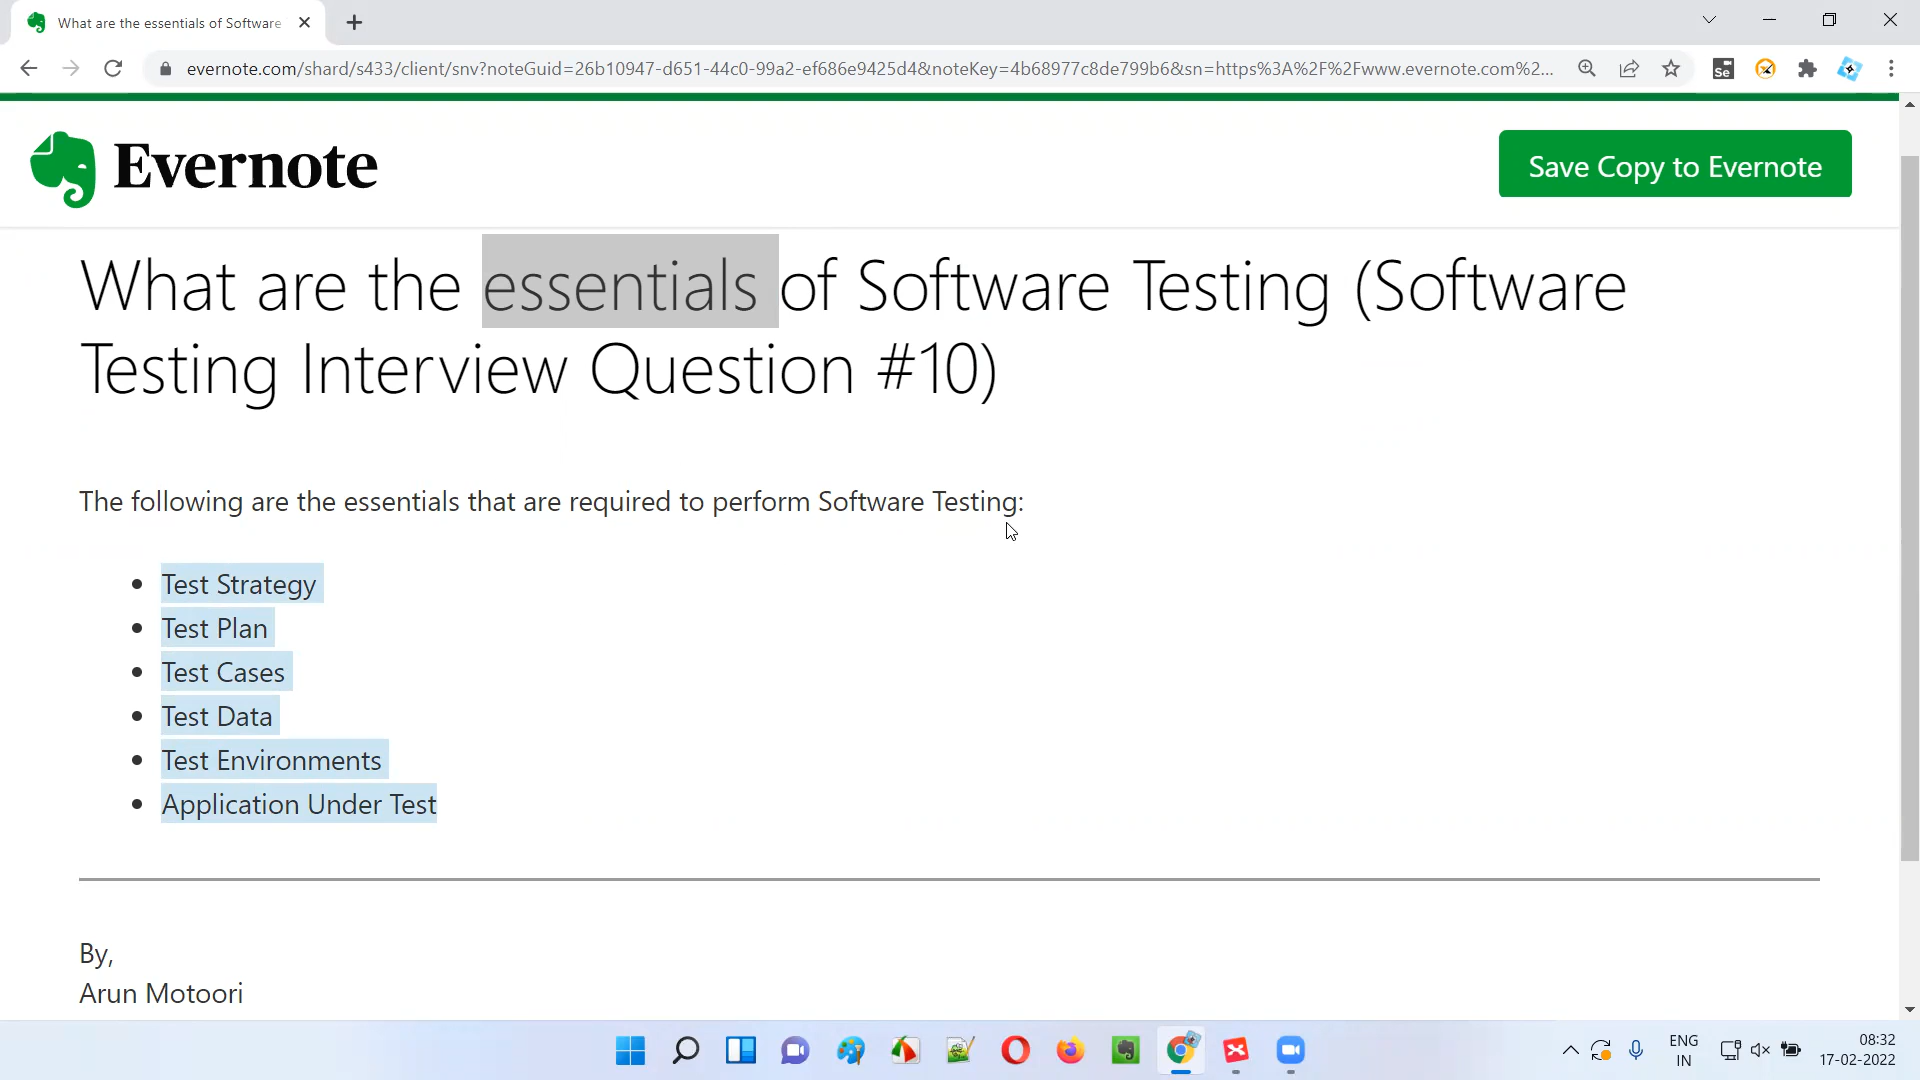 What are the essentials of Software
evernote.com/shard/s433/client/snv?noteGuid=26b10947-d651-44c0-99a2-ef686e9425d4&noteKey=4b68977c8de799b6&sn=https%3A%2F%2Fwww.evernote.com%2...
Se
Evernote
Save Copy to Evernote
What are the essentials of Software Testing (Software
Testing Interview Question #10)
The following are the essentials that are required to perform Software Testing:
• Test Strategy
• Test Plan
• Test Cases
• Test Data
• Test Environments
• Application Under Test
By,
Arun Motoori
ENG
IN
08:32
17-02-2022